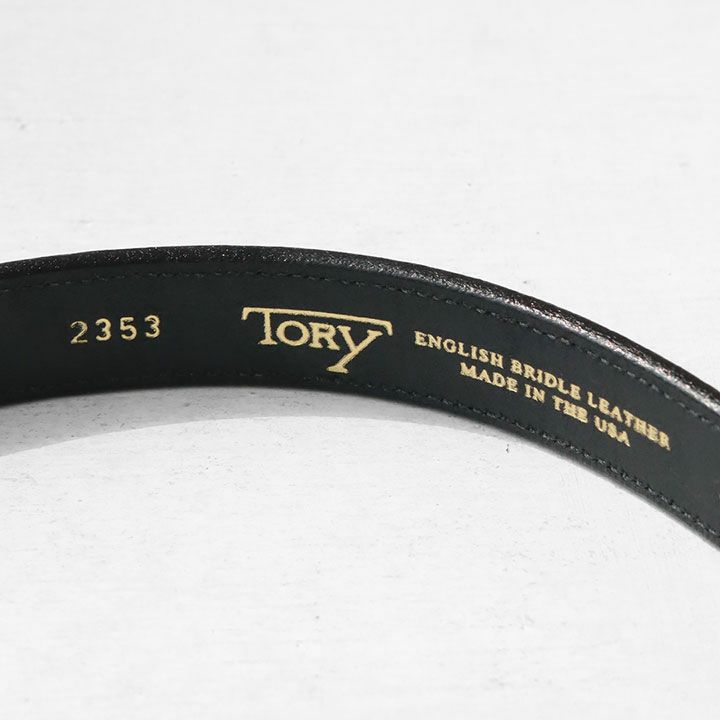 2353
TORY
ENGLISH BRIDLE LEATHER
MADE IN THE USA